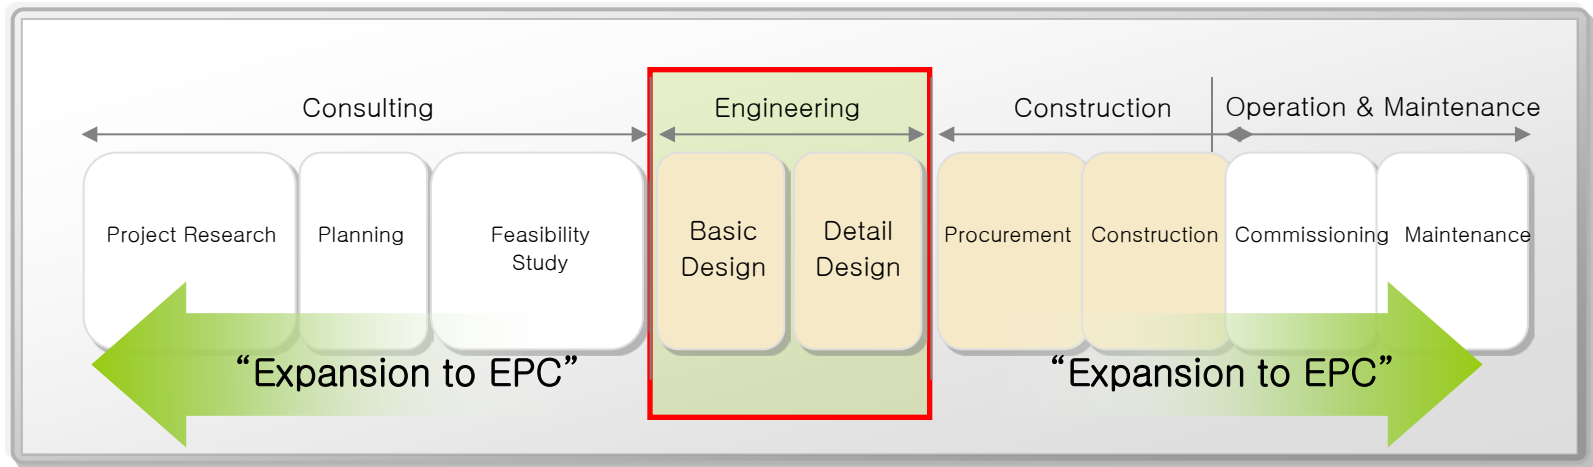 Consulting
Engineering
Construction
Operation & Maintenance
Project Research
Planning
Feasibility
Study
Basic
Design
Detail
Design
Procurement
Construction
Commissioning
Maintenance
“Expansion to EPC”
“Expansion to EPC”